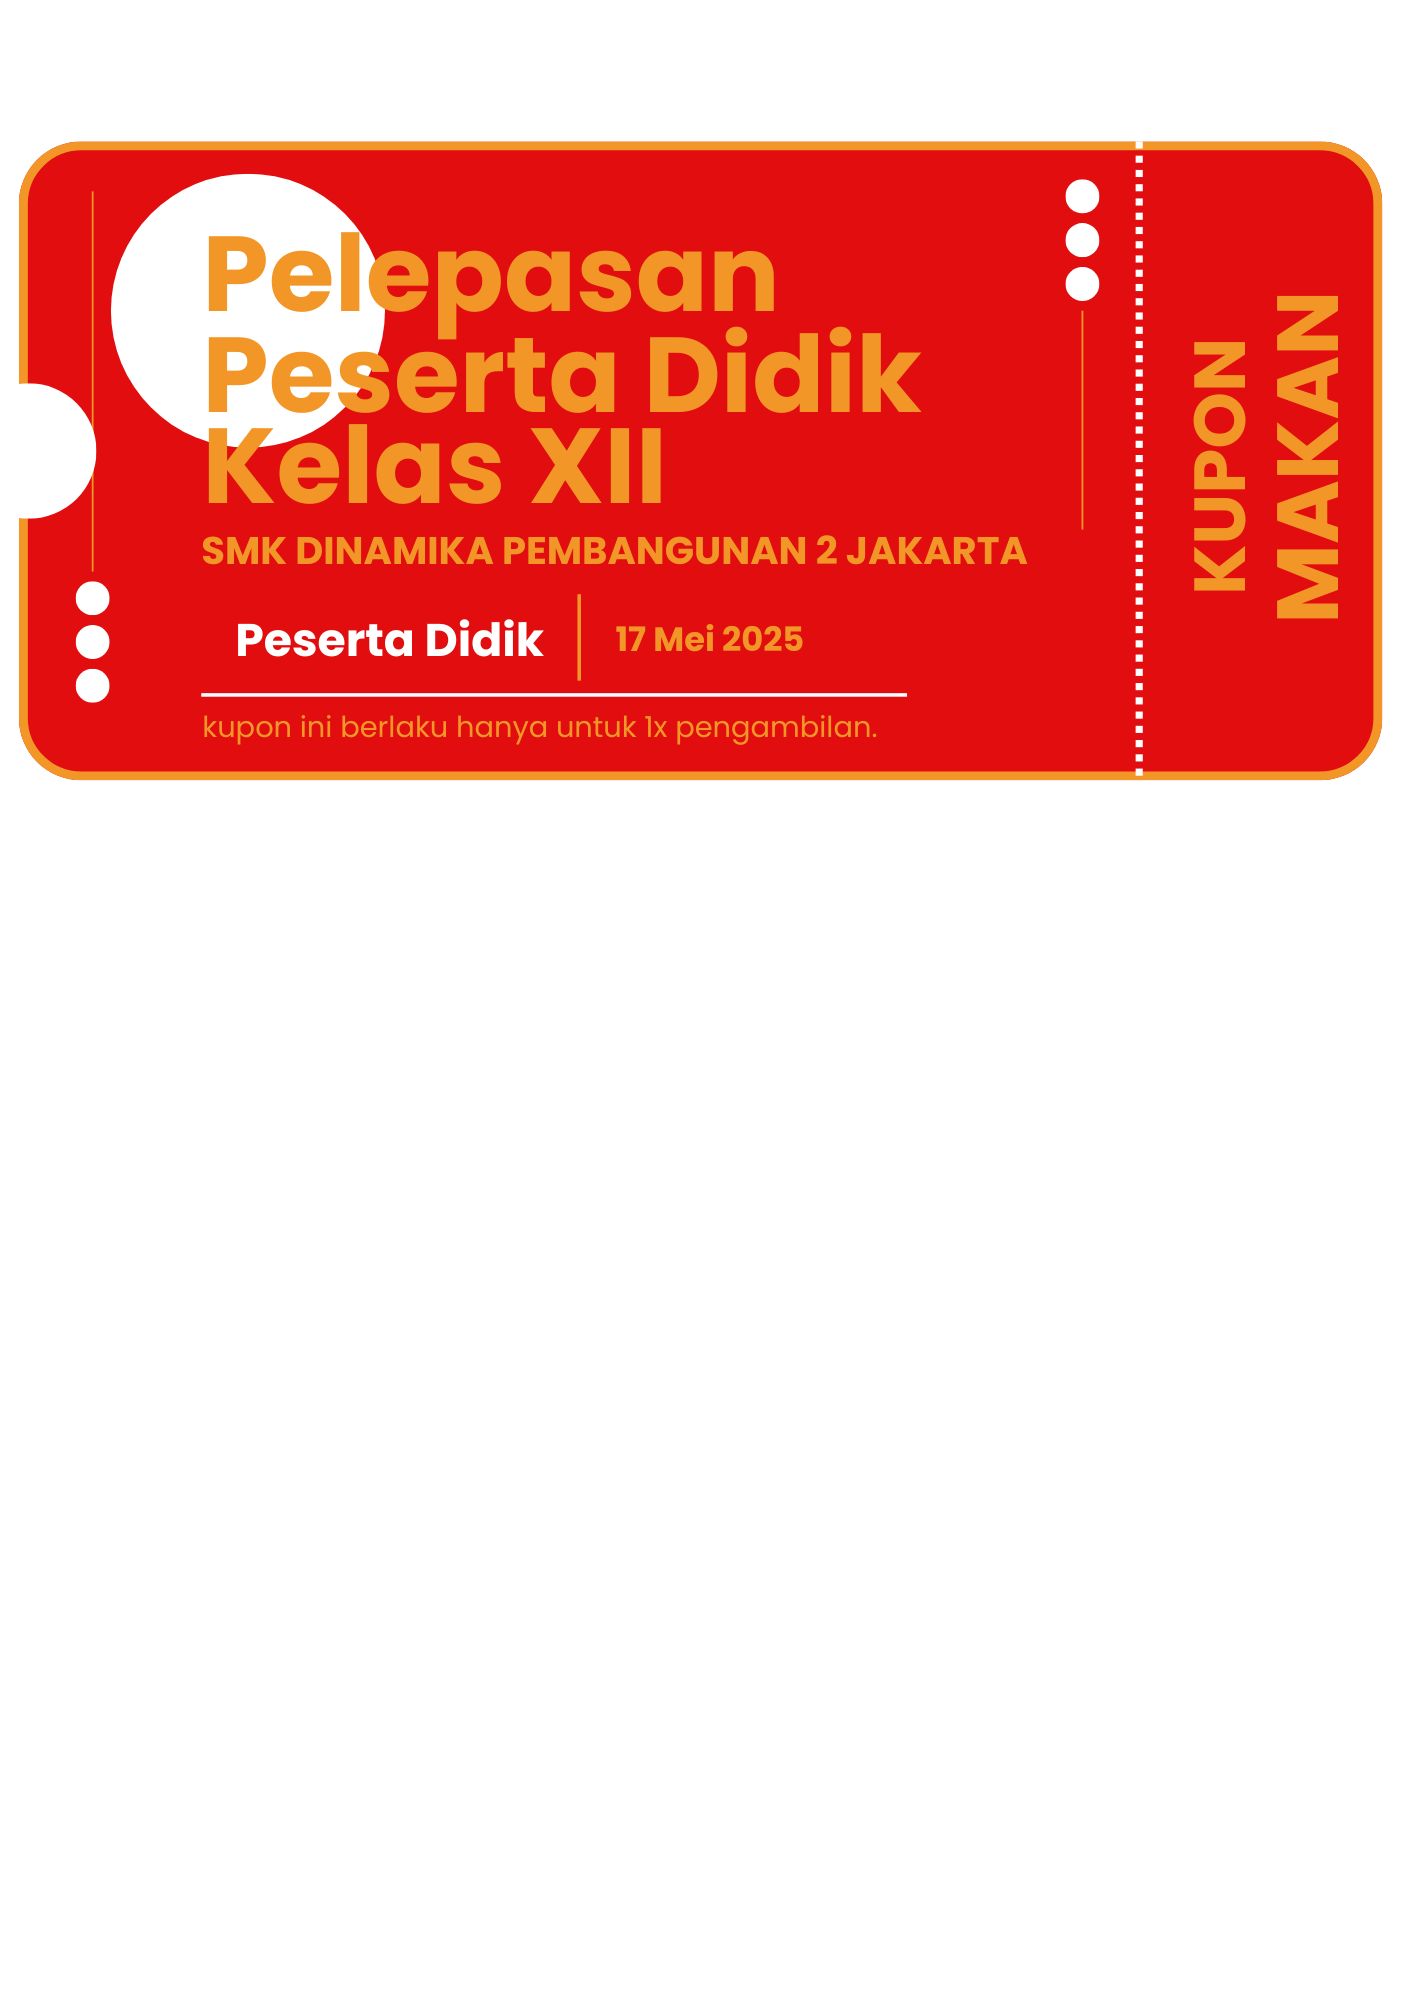 Pelepasan
Peserta Didik
Kelas XII
SMK DINAMIKA PEMBANGUNAN 2 JAKARTA
Peserta Didik
17 Mei 2025
kupon ini berlaku hanya untuk 1x pengambilan.
KUPON
MAKAN